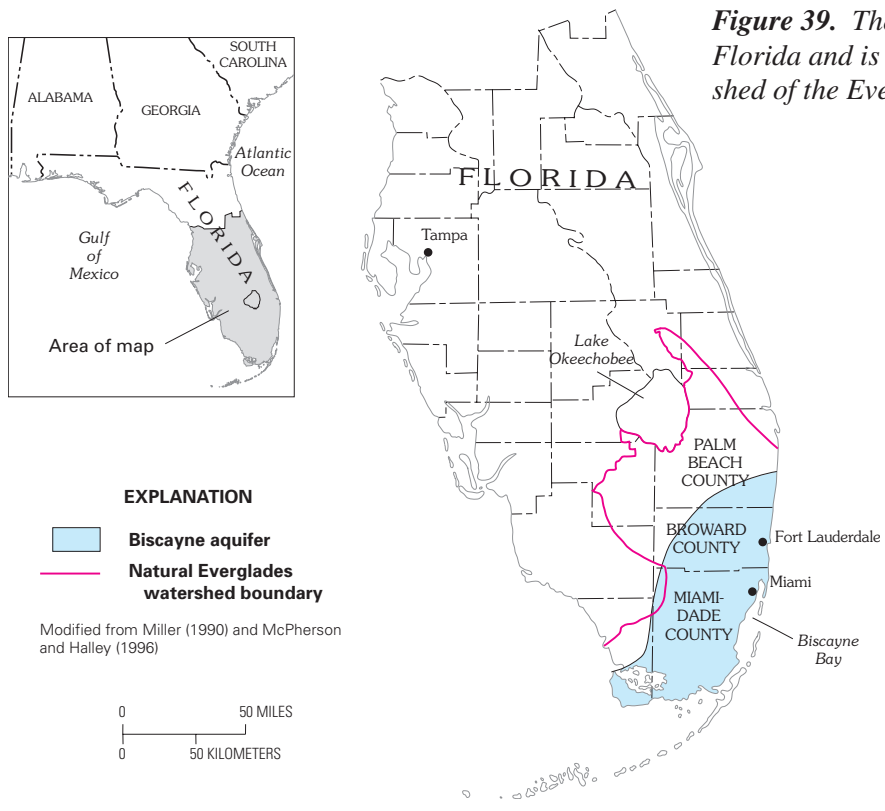 Figure 39. The
Florida and is
shed of the Eve
SOUTH
CAROLINA
ALABAMA
GEORGIA
Atlantic
Ocean
FLORIDA
Gulf
of
Mexico
Area of map
FLORIDA
Tampa
Lake
Okeechobee
PALM
BEACH
COUNTY
BROWARD
COUNTY
Fort Lauderdale
Miami
MIAMI-
DADE
COUNTY
Biscayne
Bay
EXPLANATION
Biscayne aquifer
Natural Everglades
watershed boundary
Modified from Miller (1990) and McPherson
and Halley (1996)
0 50 MILES
0 50 KILOMETERS